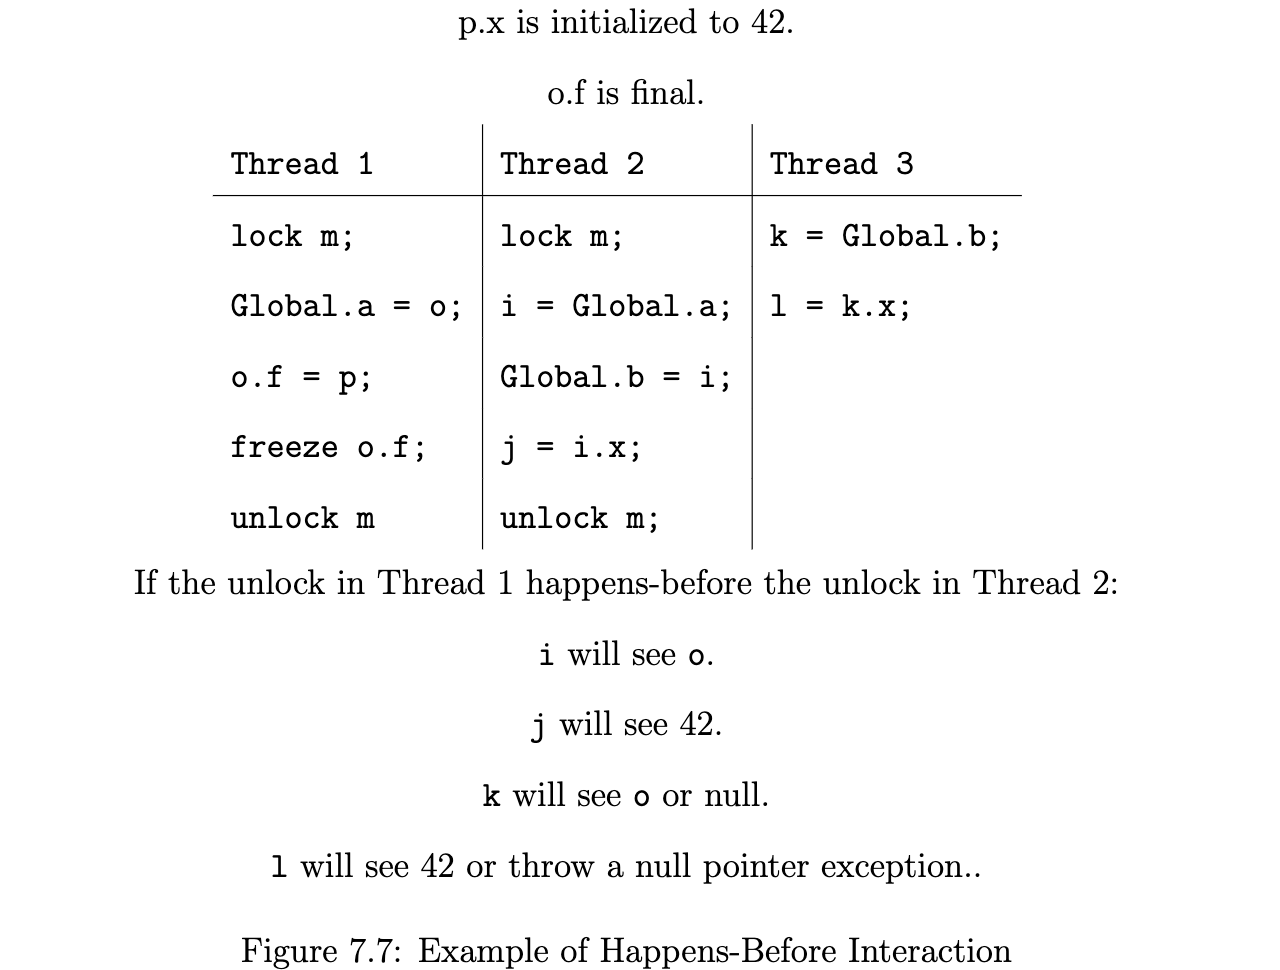 p.x is initialized to 42.
o.f is final.
Thread 1 Thread 2 Thread 3
lock m; lock m; k = Global.b;
Global.a = o; i = Global.a; l = k.x;
o.f = p; Global.b = i;
freeze o.f; j = i.x;
unlock m unlock m;
If the unlock in Thread 1 happens-before the unlock in Thread 2:
i will see o.
j will see 42.
k will see o or null.
l will see 42 or throw a null pointer exception..
Figure 7.7: Example of Happens-Before Interaction